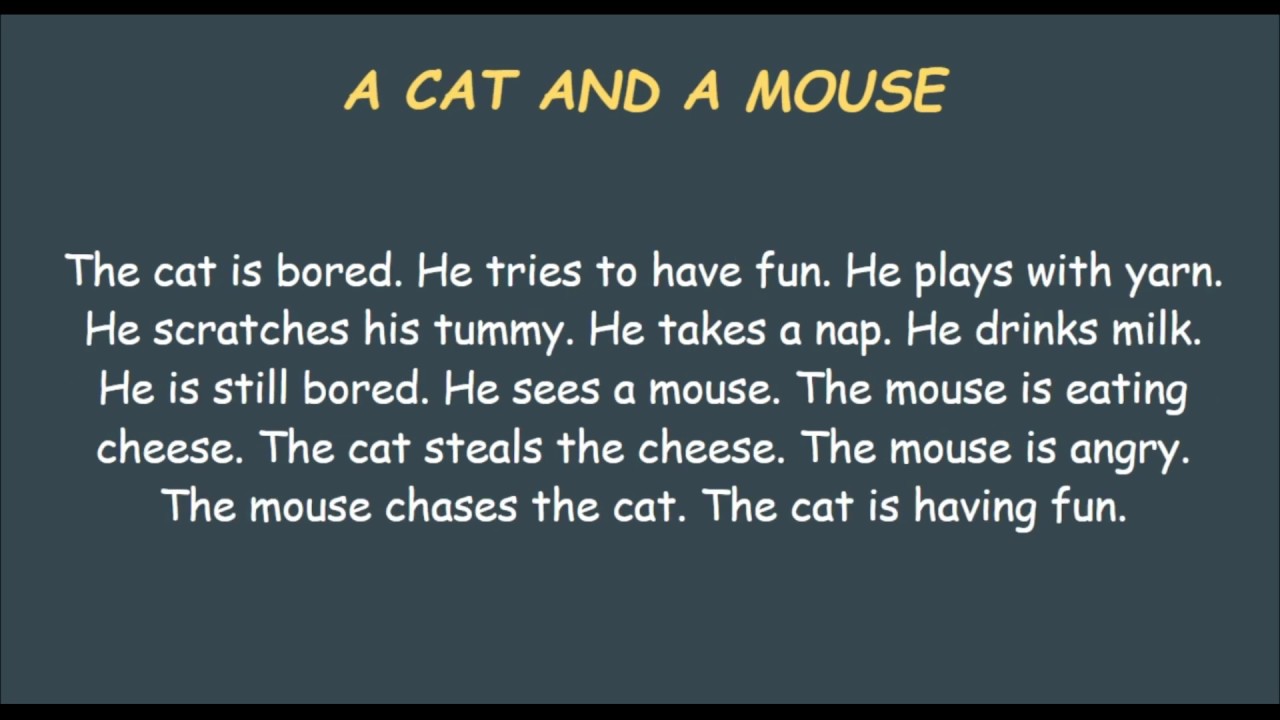 A CAT AND A MOUSE
The cat is bored. He tries to have fun. He plays with yarn.
He scratches his tummy. He takes a nap. He drinks milk.
He is still bored. He sees a mouse. The mouse is eating
cheese. The cat steals the cheese. The mouse is angry.
The mouse chases the cat. The cat is having fun.